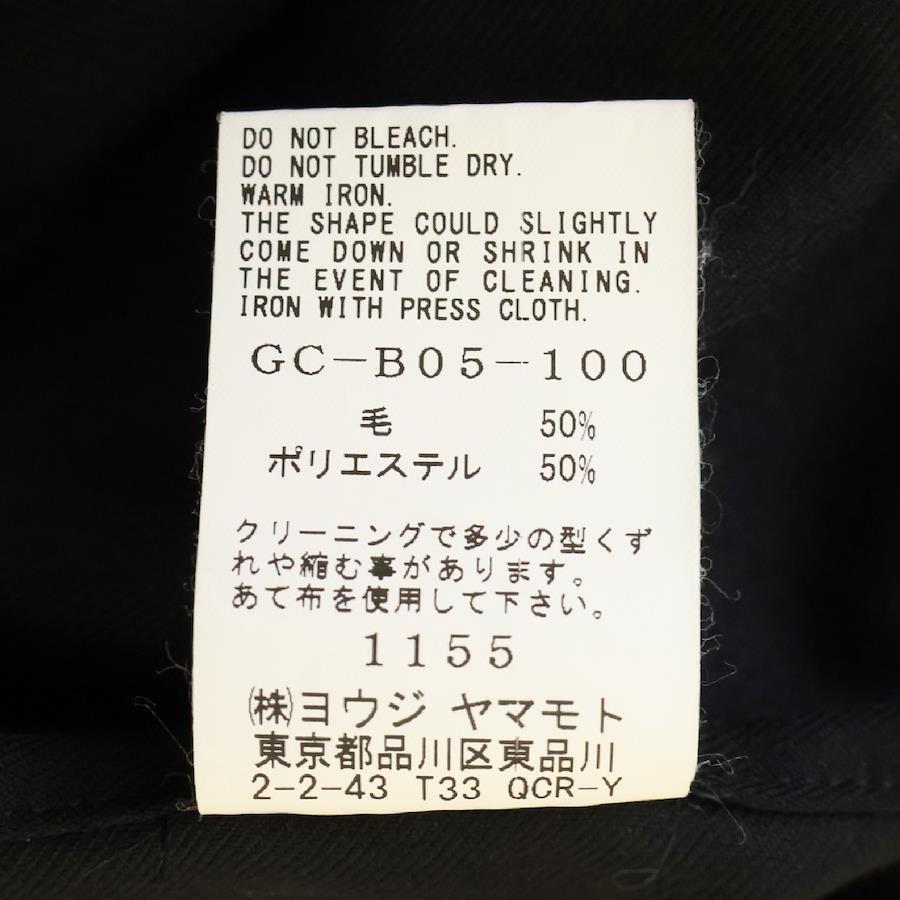 DO NOT BLEACH.
DO NOT TUMBLE DRY.
WARM IRON.
THE SHAPE COULD SLIGHTLY
COME DOWN OR SHRINK IN
THE EVENT OF CLEANING.
IRON WITH PRESS CLOTH.
GC-B05-100
毛 50%
ポリエステル 50%
クリーニングで多少の型くず
れや縮む事があります。
あて布を使用して下さい。
1155
㈱ヨウジ ヤマモト
東京都品川区東品川
2-2-43 T33 QCR-Y